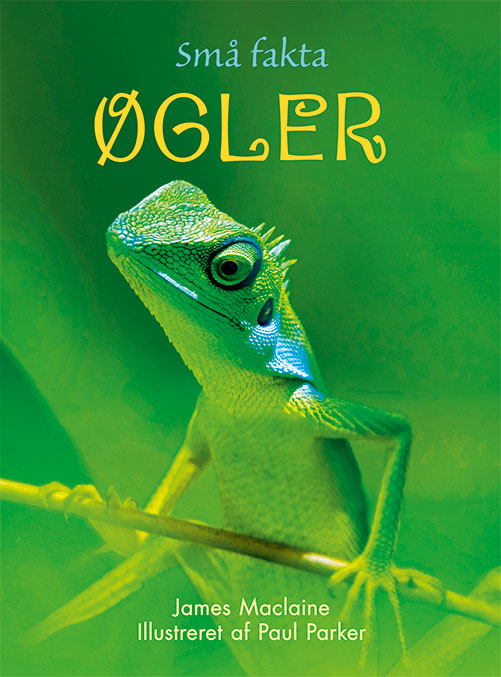 Små fakta
ØGLER
James Maclaine
Illustreret af Paul Parker